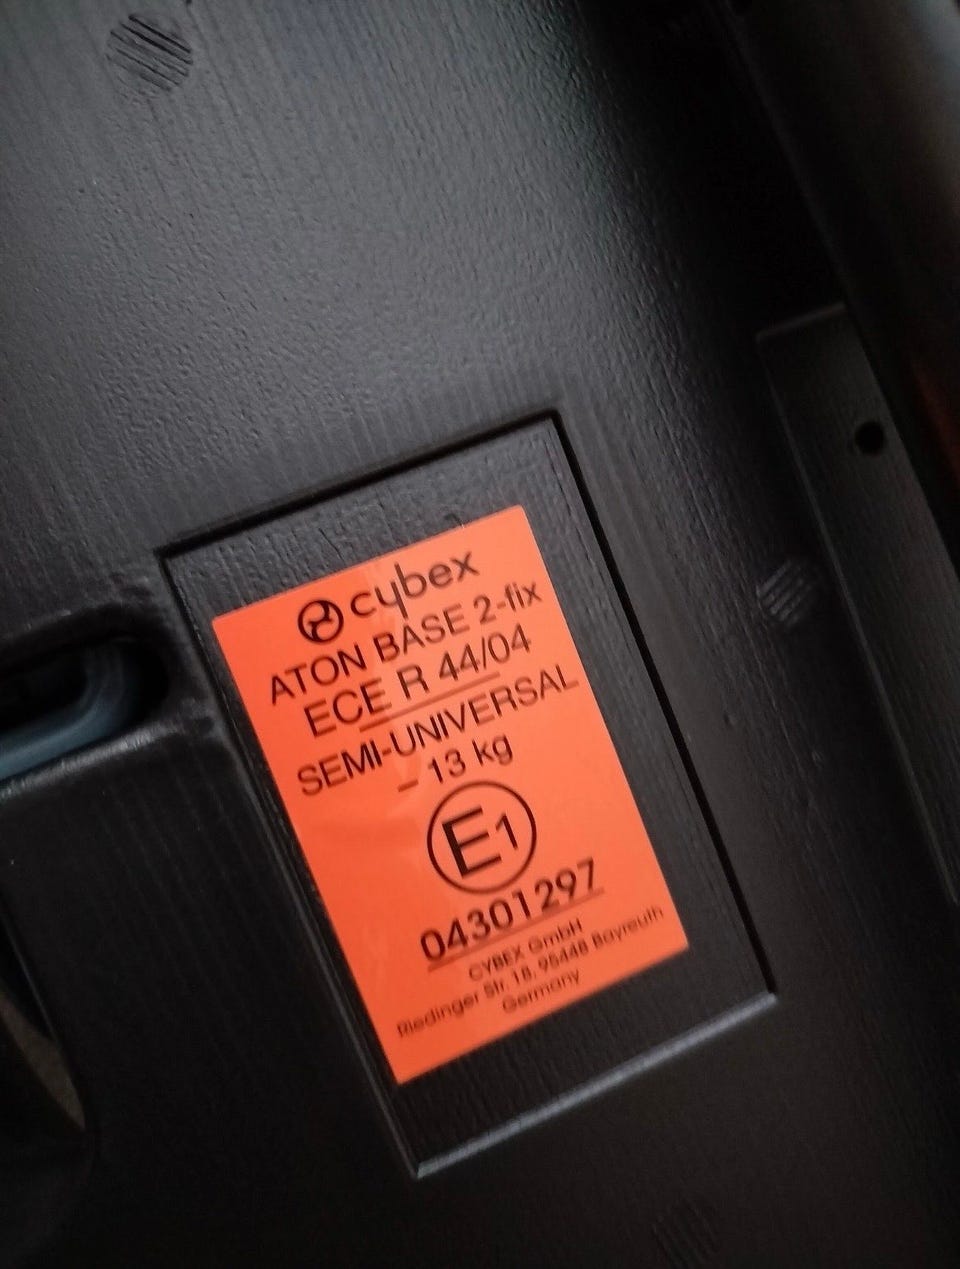 cybex
ATON BASE 2-fix
ECE R 44/04
SEMI-UNIVERSAL
– 13 kg
E1
04301297
CYBEX GmbH
Riedinger Str. 18, 95448 Bayreuth
Germany